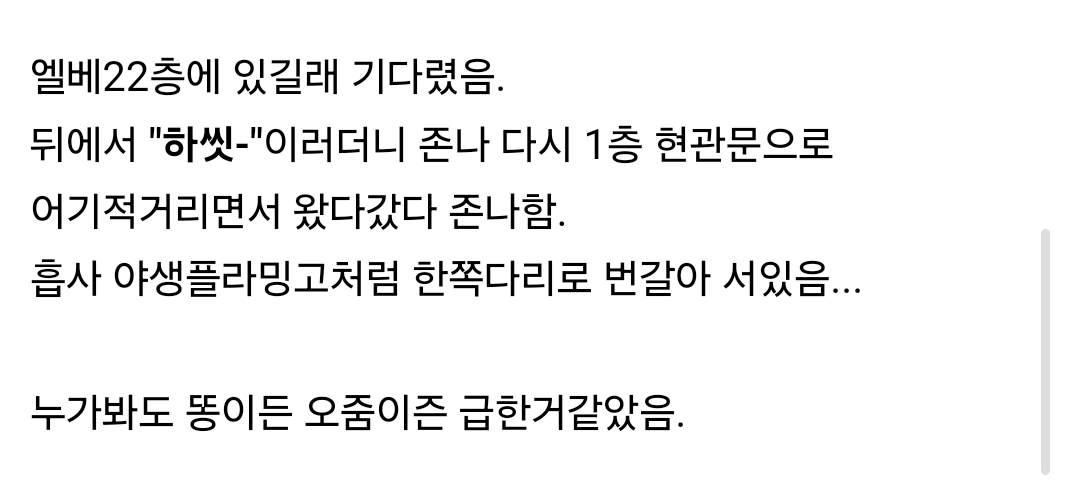 엘베22층에 있길래 기다렸음.
뒤에서 "하씻-"이러더니 존나 다시 1층 현관문으로
어기적거리면서 왔다갔다 존나함.
흡사 야생플라밍고처럼 한쪽다리로 번갈아 서있음...
누가봐도 똥이든 오줌이즌 급한거같았음.